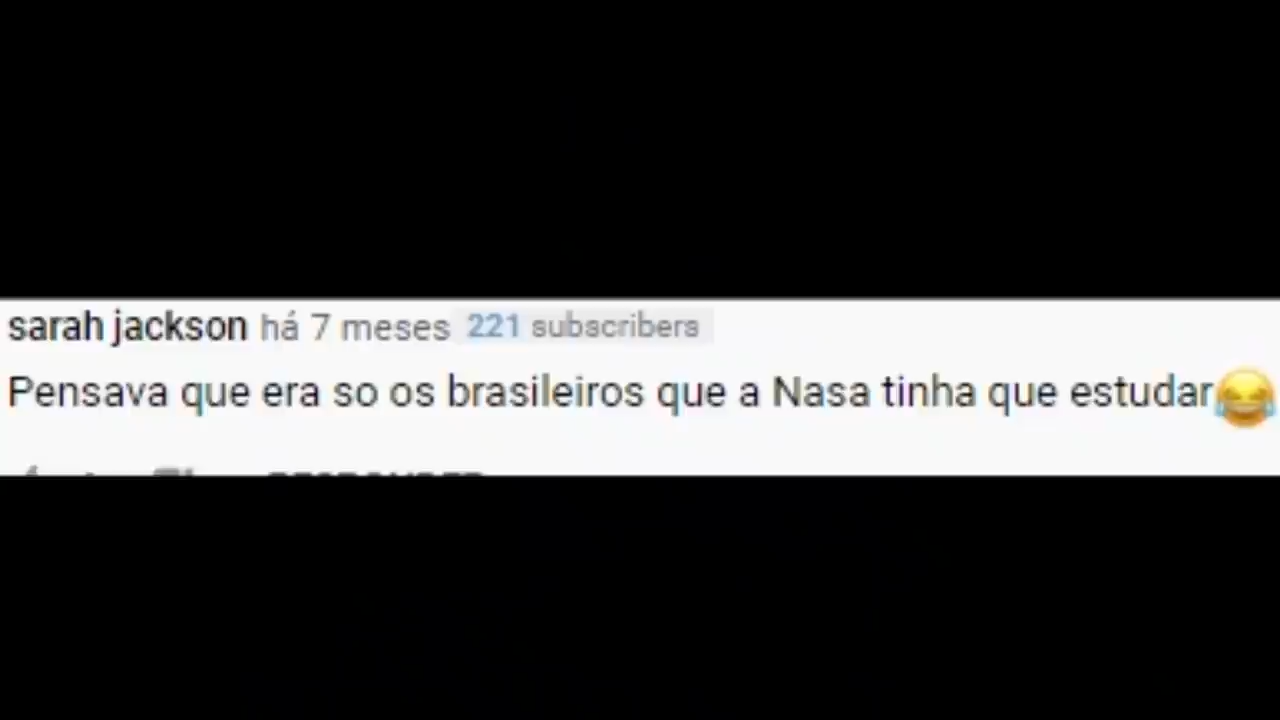 sarah jackson há 7 meses 221 subscribers
Pensava que era so os brasileiros que a Nasa tinha que estudar😂